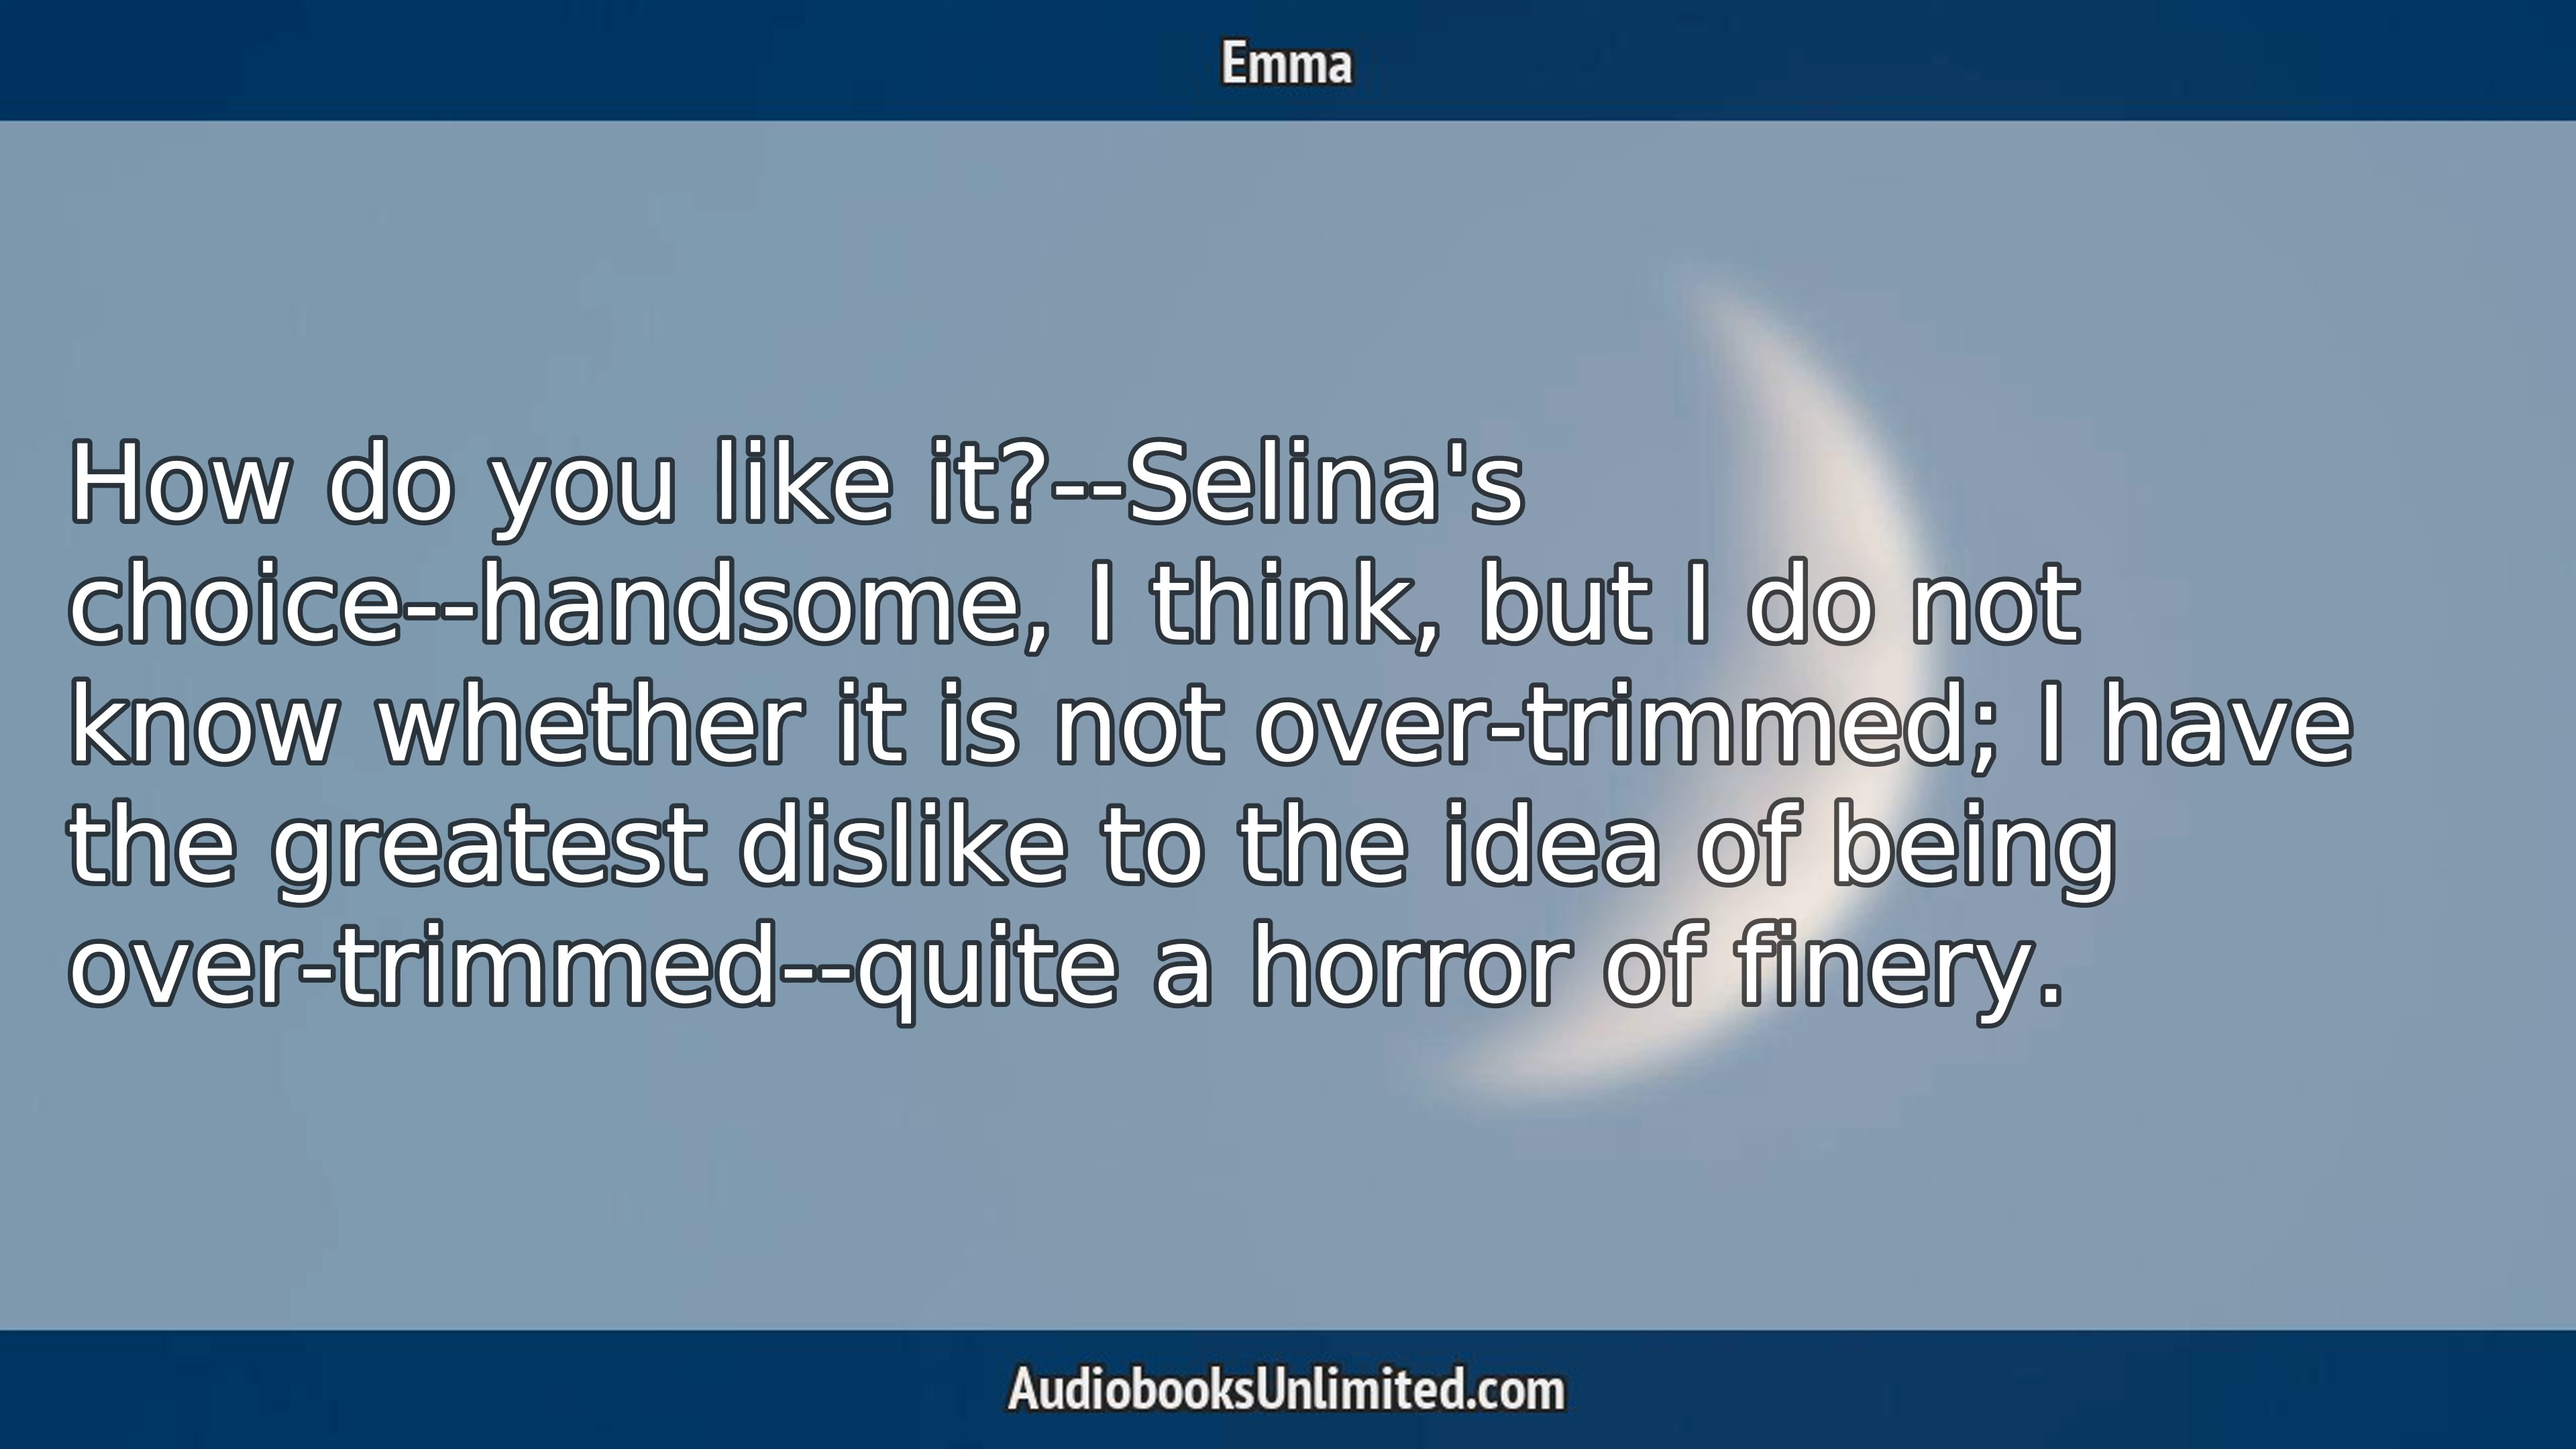 Emma
How do you like it?--Selina's
choice--handsome, I think, but I do not
know whether it is not over-trimmed; I have
the greatest dislike to the idea of being
over-trimmed--quite a horror of finery.
AudiobooksUnlimited.com